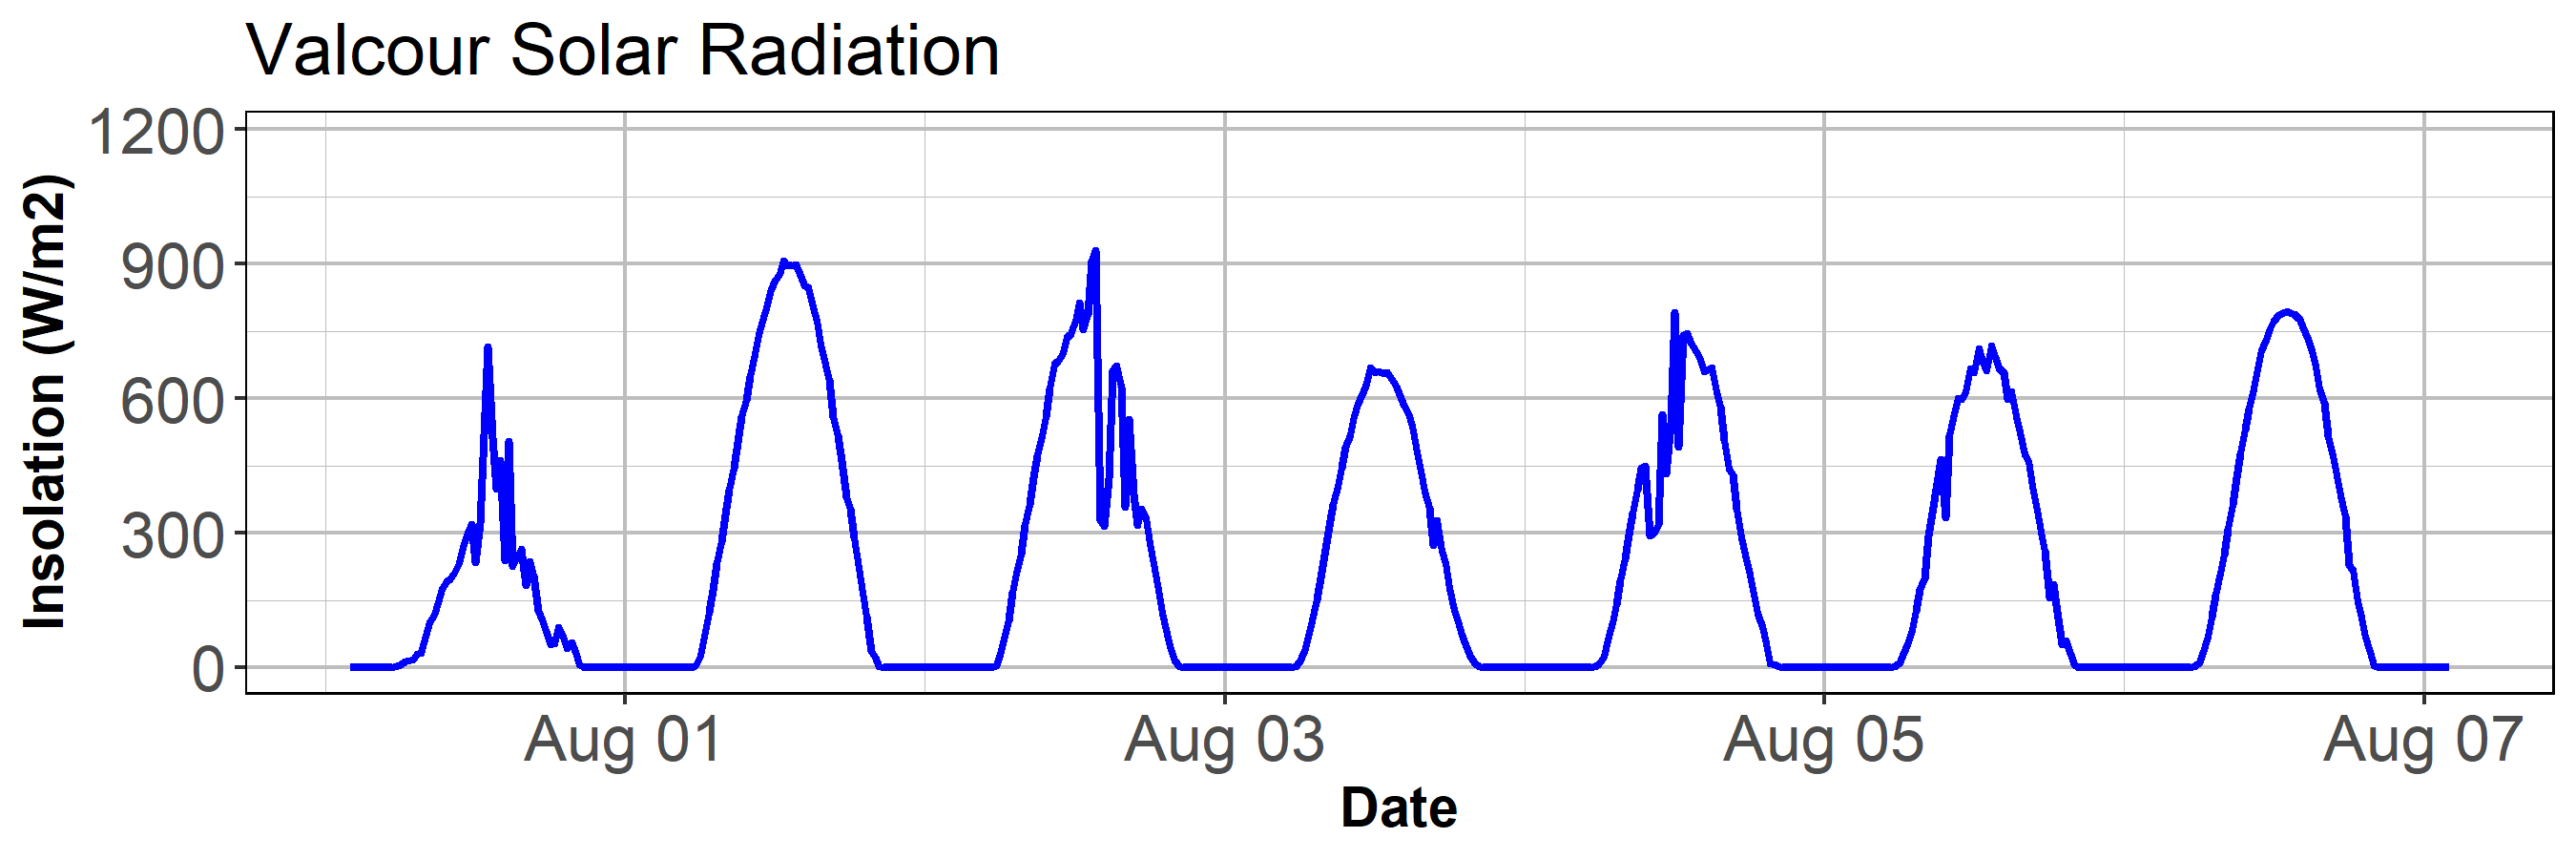 Valcour Solar Radiation
1200
900
600
300
0
Insolation (W/m2)
Aug 01 Aug 03 Aug 05 Aug 07
Date